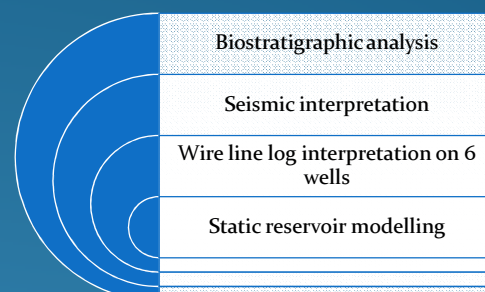 Biostratigraphic analysis
Seismic interpretation
Wire line log interpretation on 6
wells
Static reservoir modelling